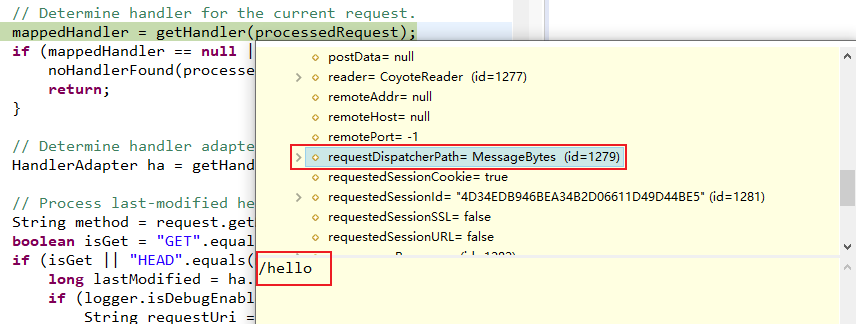 // Determine handler for the current request.
mappedHandler = getHandler(processedRequest);
if (mappedHandler == null |
noHandlerFound(processe
return;
}
// Determine handler adapte
HandlerAdapter ha = getHand
// Process last-modified he
String method = request.get
boolean isGet = "GET".equal
if (isGet || "HEAD".equals(
long lastModified = ha.
if (logger.isDebugEnabl
String requestUri =
postData= null
reader= CoyoteReader (id=1277)
remoteAddr= null
remoteHost= null
remotePort= -1
requestDispatcherPath= MessageBytes (id=1279)
requestedSessionCookie= true
requestedSessionId= "4D34EDB946BEA34B2D06611D49D44BE5" (id=1281)
requestedSessionSSL= false
requestedSessionURL= false
/hello